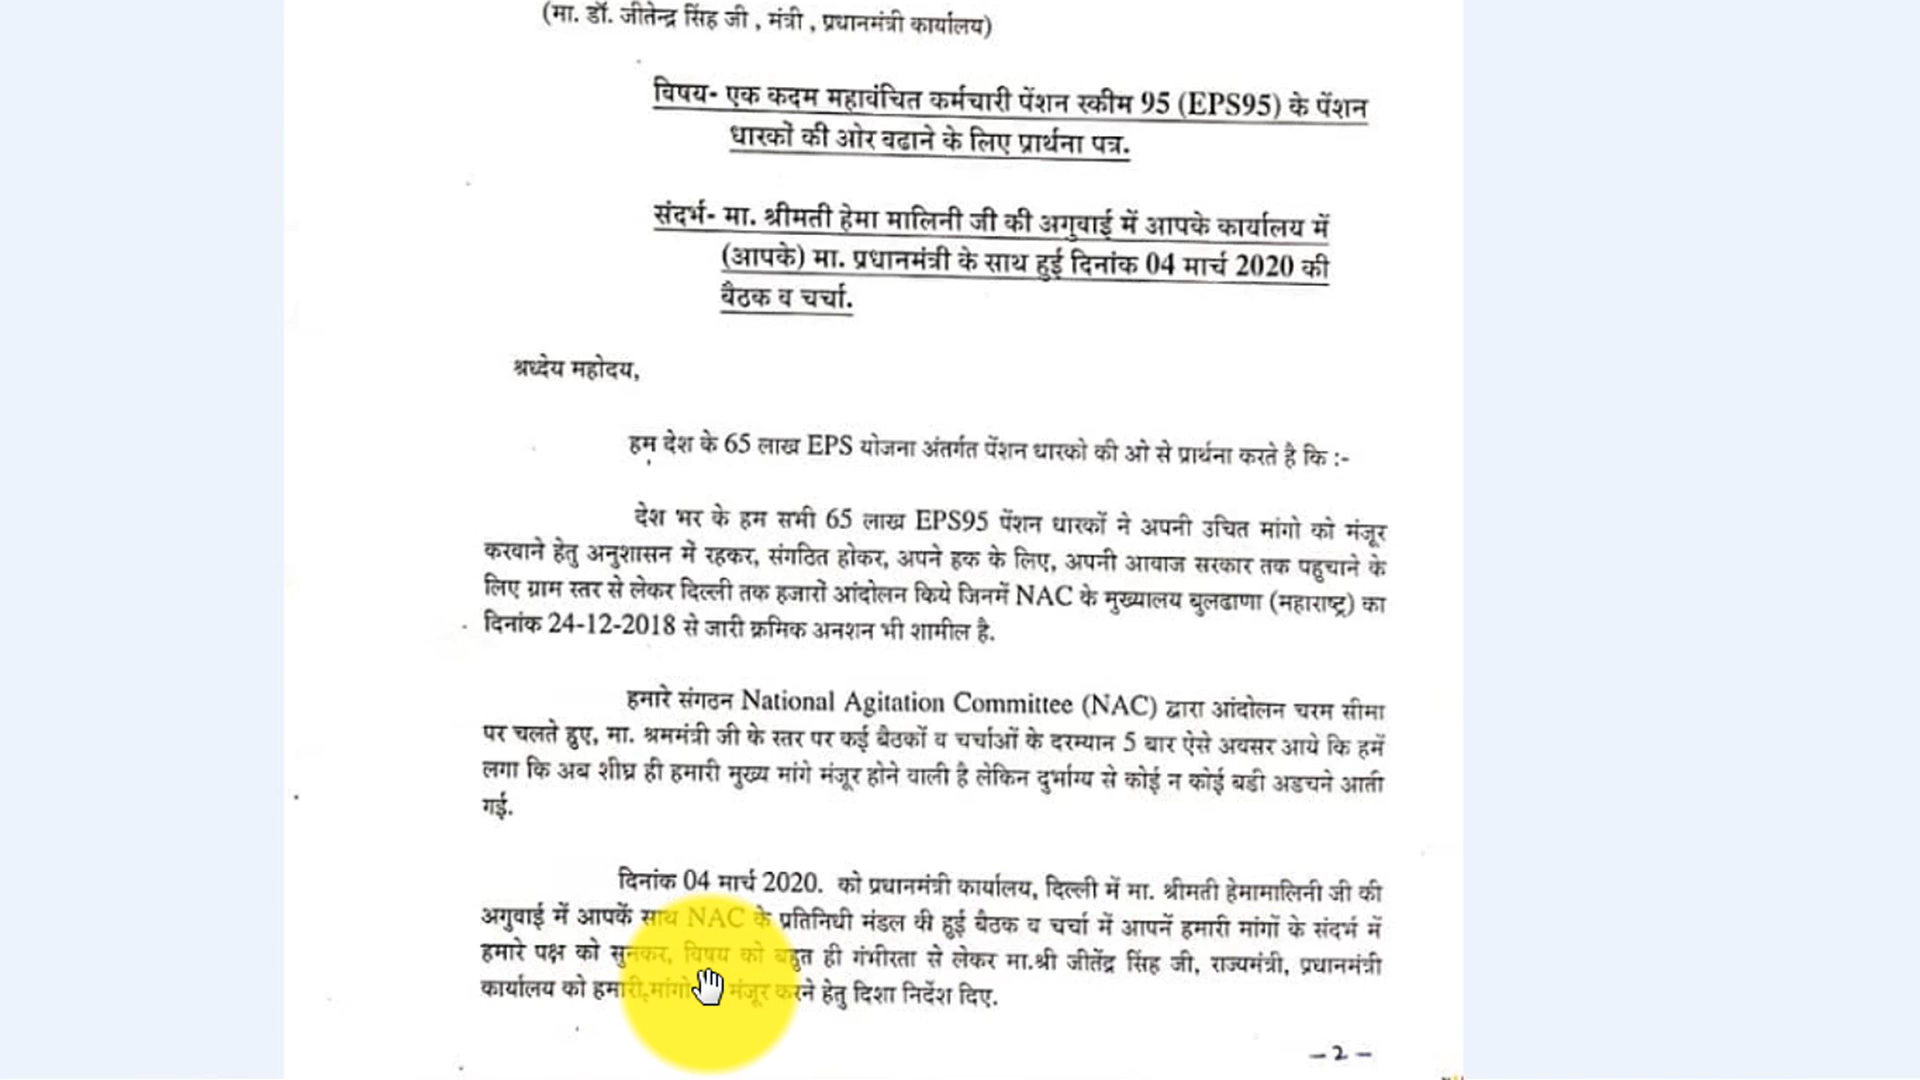 (मा. डॉ. जीतेन्द्र सिंह जी , मंत्री , प्रधानमंत्री कार्यालय)
विषय- एक कदम महावंचित कर्मचारी पेंशन स्कीम 95 (EPS95) के पेंशन
धारकों की ओर बढाने के लिए प्रार्थना पत्र.
संदर्भ- मा. श्रीमती हेमा मालिनी जी की अगुवाई में आपके कार्यालय में
(आपके) मा. प्रधानमंत्री के साथ हुई दिनांक 04 मार्च 2020 की
बैठक व चर्चा.
श्रध्देय महोदय,
हम देश के 65 लाख EPS योजना अंतर्गत पेंशन धारको की ओ से प्रार्थना करते है कि :-
देश भर के हम सभी 65 लाख EPS95 पेंशन धारकों ने अपनी उचित मांगो को मंजूर
करवाने हेतु अनुशासन में रहकर, संगठित होकर, अपने हक के लिए, अपनी आवाज सरकार तक पहुचाने के
लिए ग्राम स्तर से लेकर दिल्ली तक हजारों आंदोलन किये जिनमें NAC के मुख्यालय बुलढाणा (महाराष्ट्र) का
दिनांक 24-12-2018 से जारी क्रमिक अनशन भी शामील है.
हमारे संगठन National Agitation Committee (NAC) द्वारा आंदोलन चरम सीमा
पर चलते हुए, मा. श्रममंत्री जी के स्तर पर कई बैठकों व चर्चाओं के दरम्यान 5 बार ऐसे अवसर आये कि हमें
लगा कि अब शीघ्र ही हमारी मुख्य मांगे मंजूर होने वाली है लेकिन दुर्भाग्य से कोई न कोई बडी अडचने आती
गई.
दिनांक 04 मार्च 2020. को प्रधानमंत्री कार्यालय, दिल्ली में मा. श्रीमती हेमामालिनी जी की
अगुवाई में आपकें साथ NAC के प्रतिनिधी मंडल की हुई बैठक व चर्चा में आपनें हमारी मांगों के संदर्भ में
हमारे पक्ष को सुनकर, विषय को बहुत ही गंभीरता से लेकर मा.श्री जीतेंद्र सिंह जी, राज्यमंत्री, प्रधानमंत्री
कार्यालय को हमारी मांगो मंजूर करने हेतु दिशा निर्देश दिए.
-2-